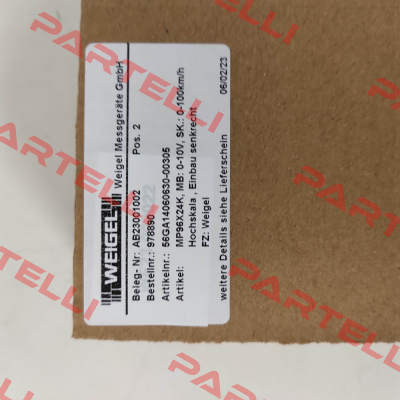 WEIGEL
Weigel Messgeräte GmbH
Beleg- Nr: AB23001002 Pos. 2
Bestellnr.: 978890
Artikelnr.: 56GA14060630-00305
Artikel: MP96X24K, MB: 0-10V, SK.: 0-100km/h
Hochskala , Einbau senkrecht
FZ: Weigel
weitere Details siehe Lieferschein
06/02/23
PARTELLI
PARTELLI
PARTELLI
PARTELLI
PARTELLI